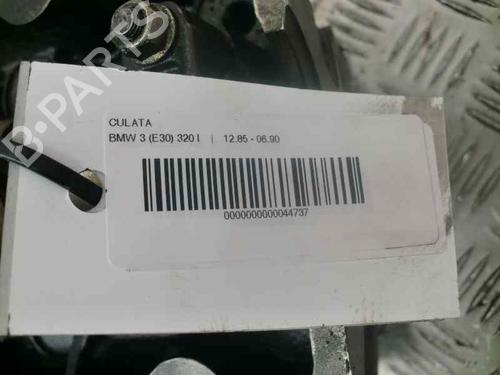 B-PARTS
CULATA
BMW 3 (E30) 320 I | 12.85 - 06.90
0000000000044737